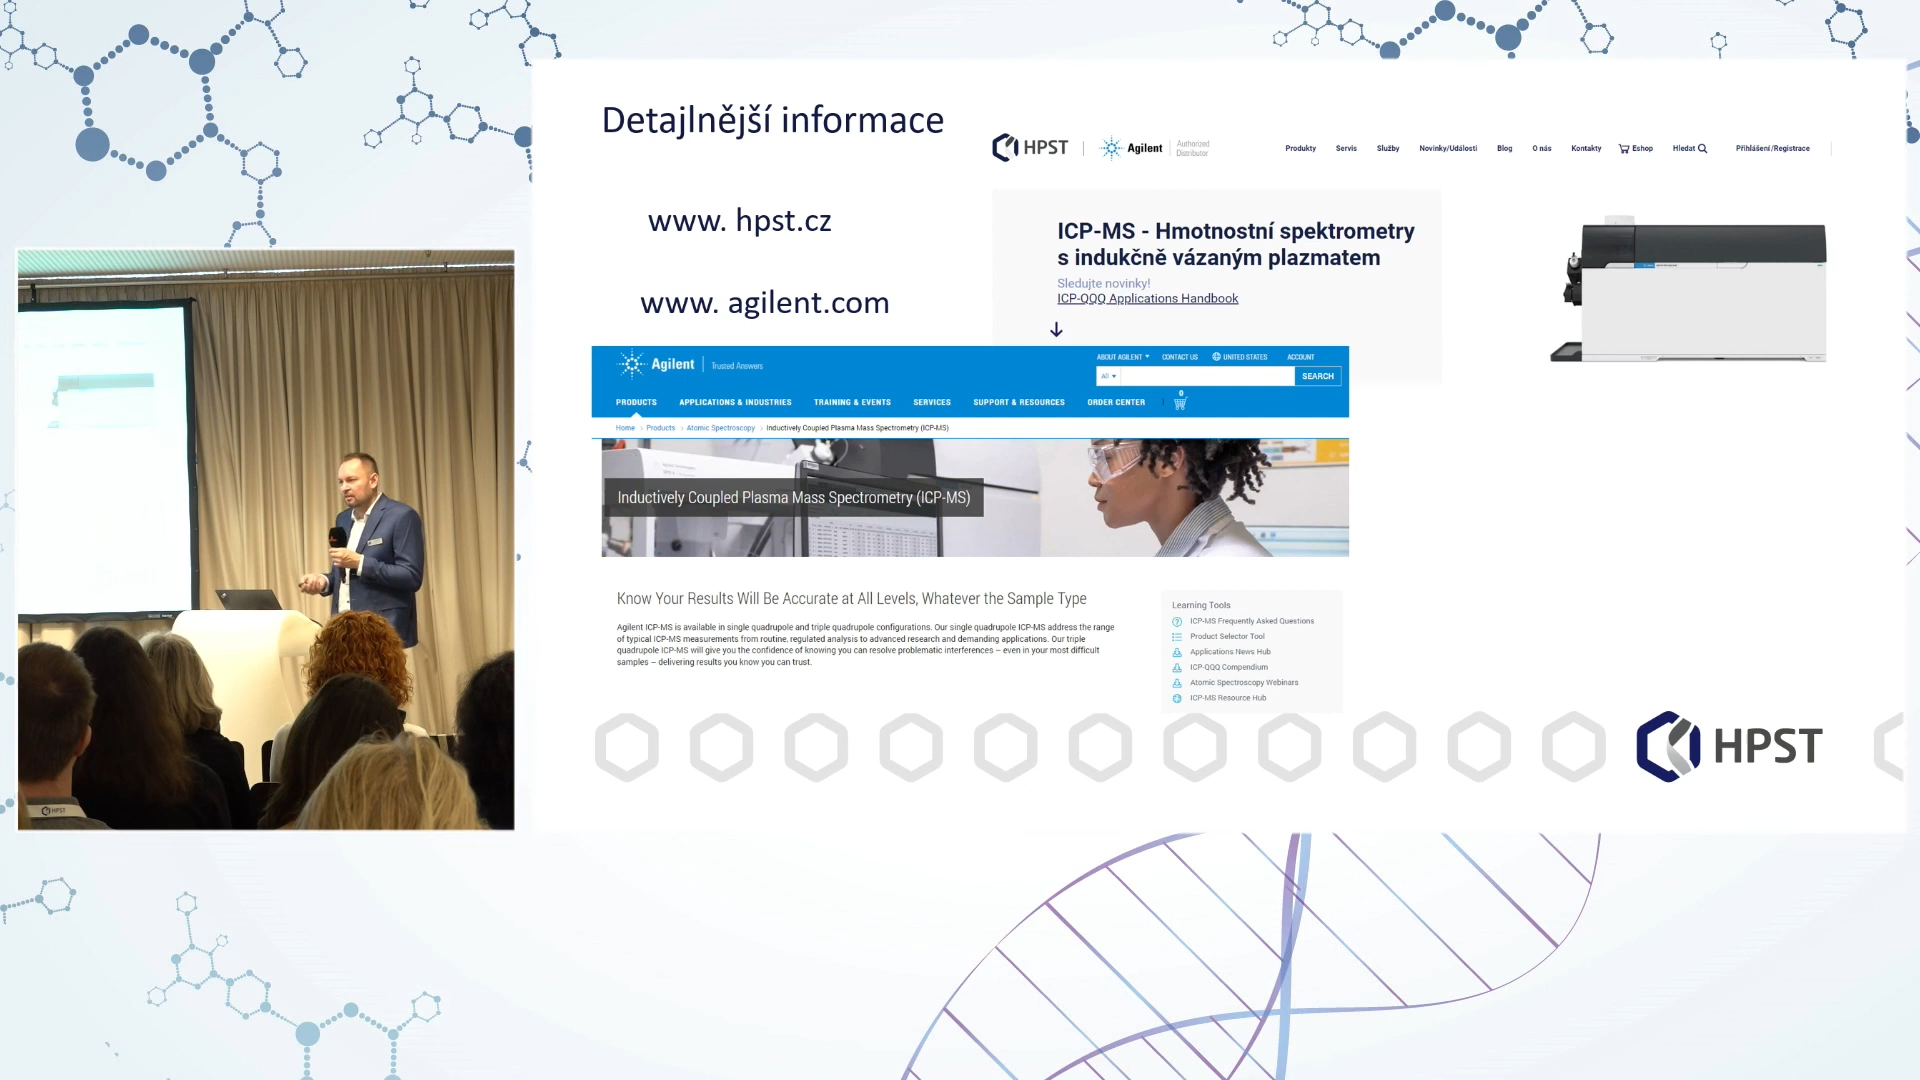 Detajlnější informace
HPST
Agilent
Authorized
Distributor
Produkty
Servis
Služby
Novinky/Události
Blog
O nás
Kontakty
Eshop
Hledat
Přihlášení/Registrace
www. hpst.cz
www. agilent.com
ICP-MS - Hmotnostní spektrometry
s indukčně vázaným plazmatem
Sledujte novinky!
ICP-QQQ Applications Handbook
Agilent
Trusted Answers
ABOUT AGILENT
CONTACT US
UNITED STATES
ACCOUNT
All
SEARCH
PRODUCTS
APPLICATIONS & INDUSTRIES
TRAINING & EVENTS
SERVICES
SUPPORT & RESOURCES
ORDER CENTER
0
Home > Products > Atomic Spectroscopy > Inductively Coupled Plasma Mass Spectrometry (ICP-MS)
Inductively Coupled Plasma Mass Spectrometry (ICP-MS)
Know Your Results Will Be Accurate at All Levels, Whatever the Sample Type
Agilent ICP-MS is available in single quadrupole and triple quadrupole configurations. Our single quadrupole ICP-MS address the range
of typical ICP-MS measurements from routine, regulated analysis to advanced research and demanding applications. Our triple
quadrupole ICP-MS will give you the confidence of knowing you can resolve problematic interferences – even in your most difficult
samples – delivering results you know you can trust.
Learning Tools
ICP-MS Frequently Asked Questions
Product Selector Tool
Applications News Hub
ICP-QQQ Compendium
Atomic Spectroscopy Webinars
ICP-MS Resource Hub
HPST
HPST